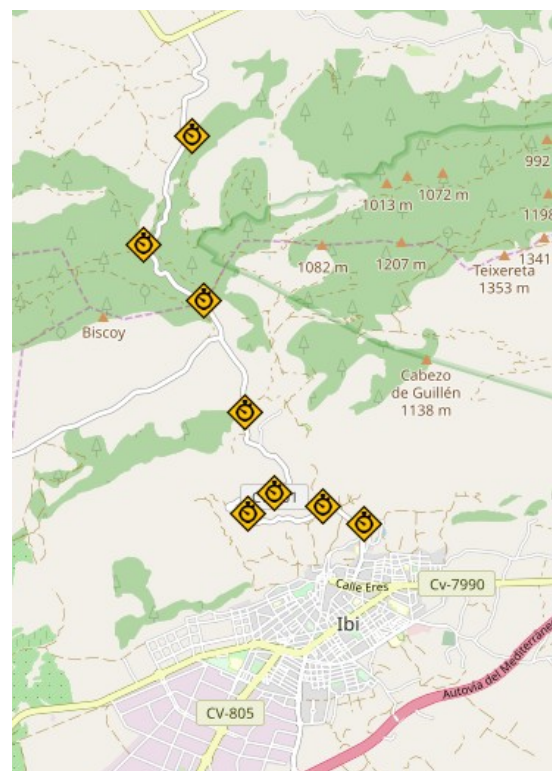 992
1072 m
1013 m
1198
1207 m
1341
1082 m
Teixereta
1353 m
Biscoy
Cabezo
de Guillén
1138 m
Calle Eres
Cv-7990
Ibi
CV-805
Autovía del Mediterráne